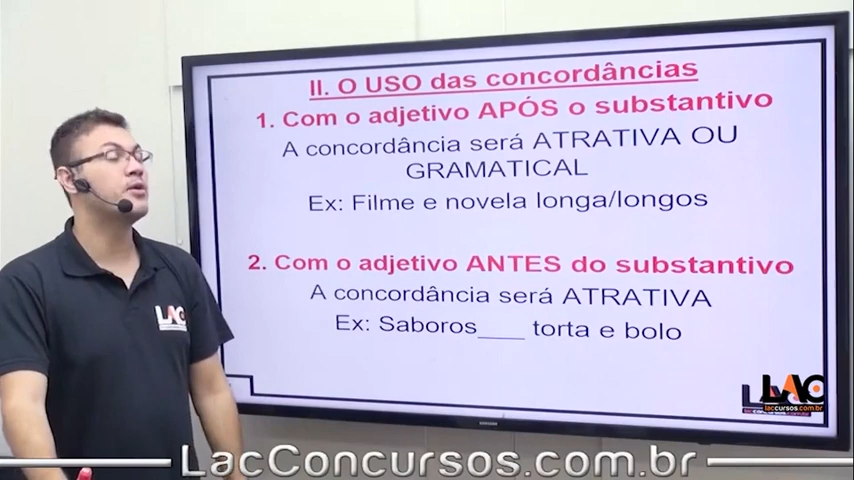 II. O USO das concordâncias
1. Com o adjetivo APÓS o substantivo
A concordância será ATRATIVA OU
GRAMATICAL
Ex: Filme e novela longa/longos
2. Com o adjetivo ANTES do substantivo
A concordância será ATRATIVA
Ex: Saboros____ torta e bolo
LAC
LAC
laccursos.com.br
LACCONCURSOS.COM.BR